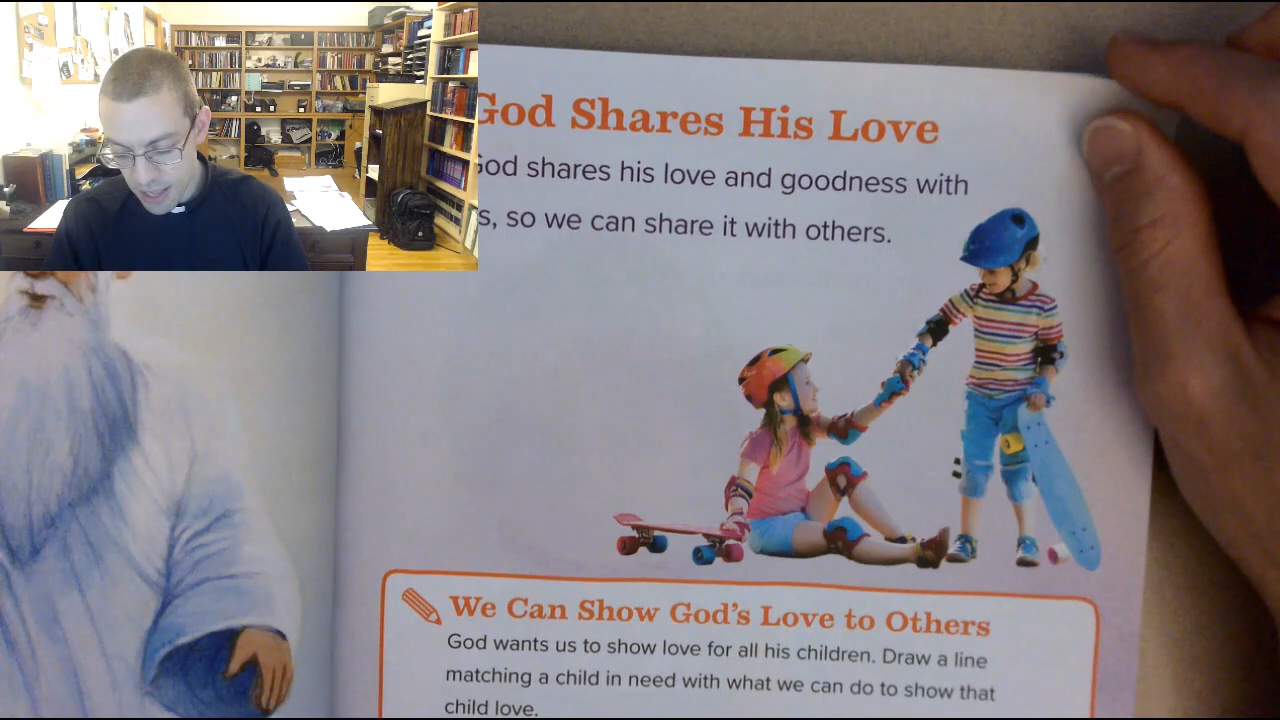 God Shares His Love
God shares his love and goodness with
s, so we can share it with others.
We Can Show God's Love to Others
God wants us to show love for all his children. Draw a line
matching a child in need with what we can do to show that
child love.